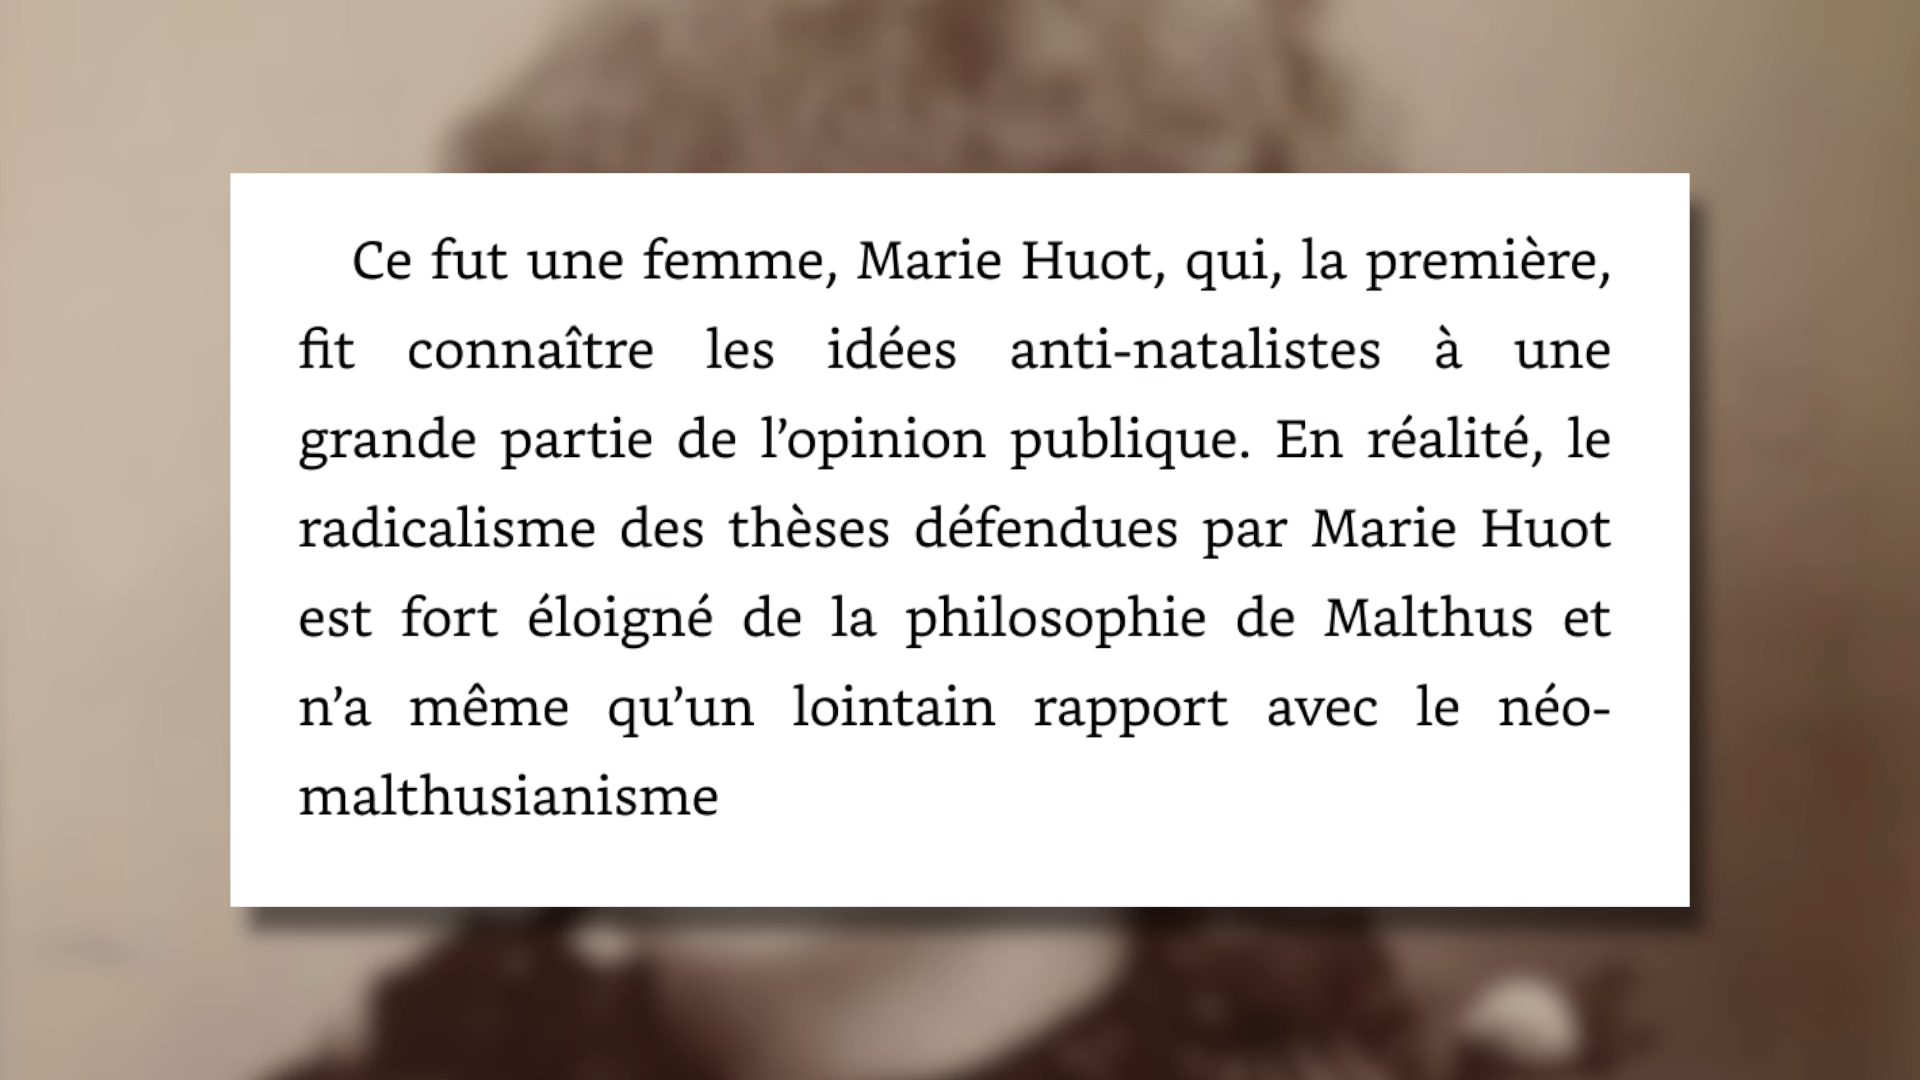 Ce fut une femme, Marie Huot, qui, la première,
fit connaître les idées anti-natalistes à une
grande partie de l’opinion publique. En réalité, le
radicalisme des thèses défendues par Marie Huot
est fort éloigné de la philosophie de Malthus et
n’a même qu’un lointain rapport avec le néo-
malthusianisme